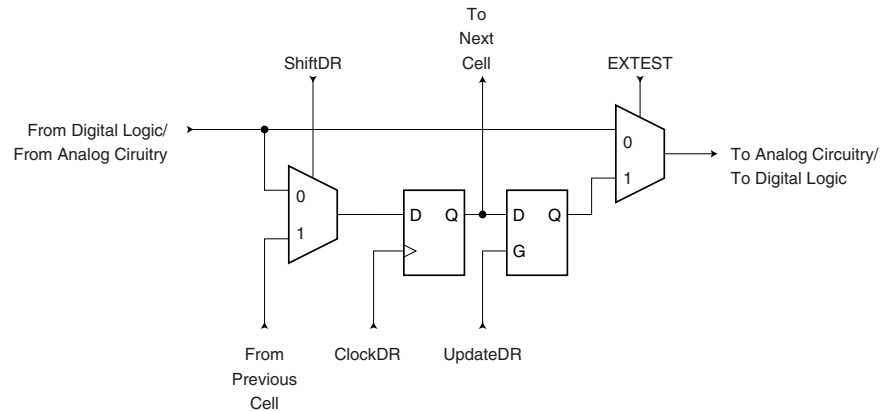 To
Next
Cell
ShiftDR
EXTEST
From Digital Logic/
From Analog Ciruitry
0
1
To Analog Circuitry/
To Digital Logic
0
1
D Q
D Q
G
From
Previous
Cell
ClockDR
UpdateDR